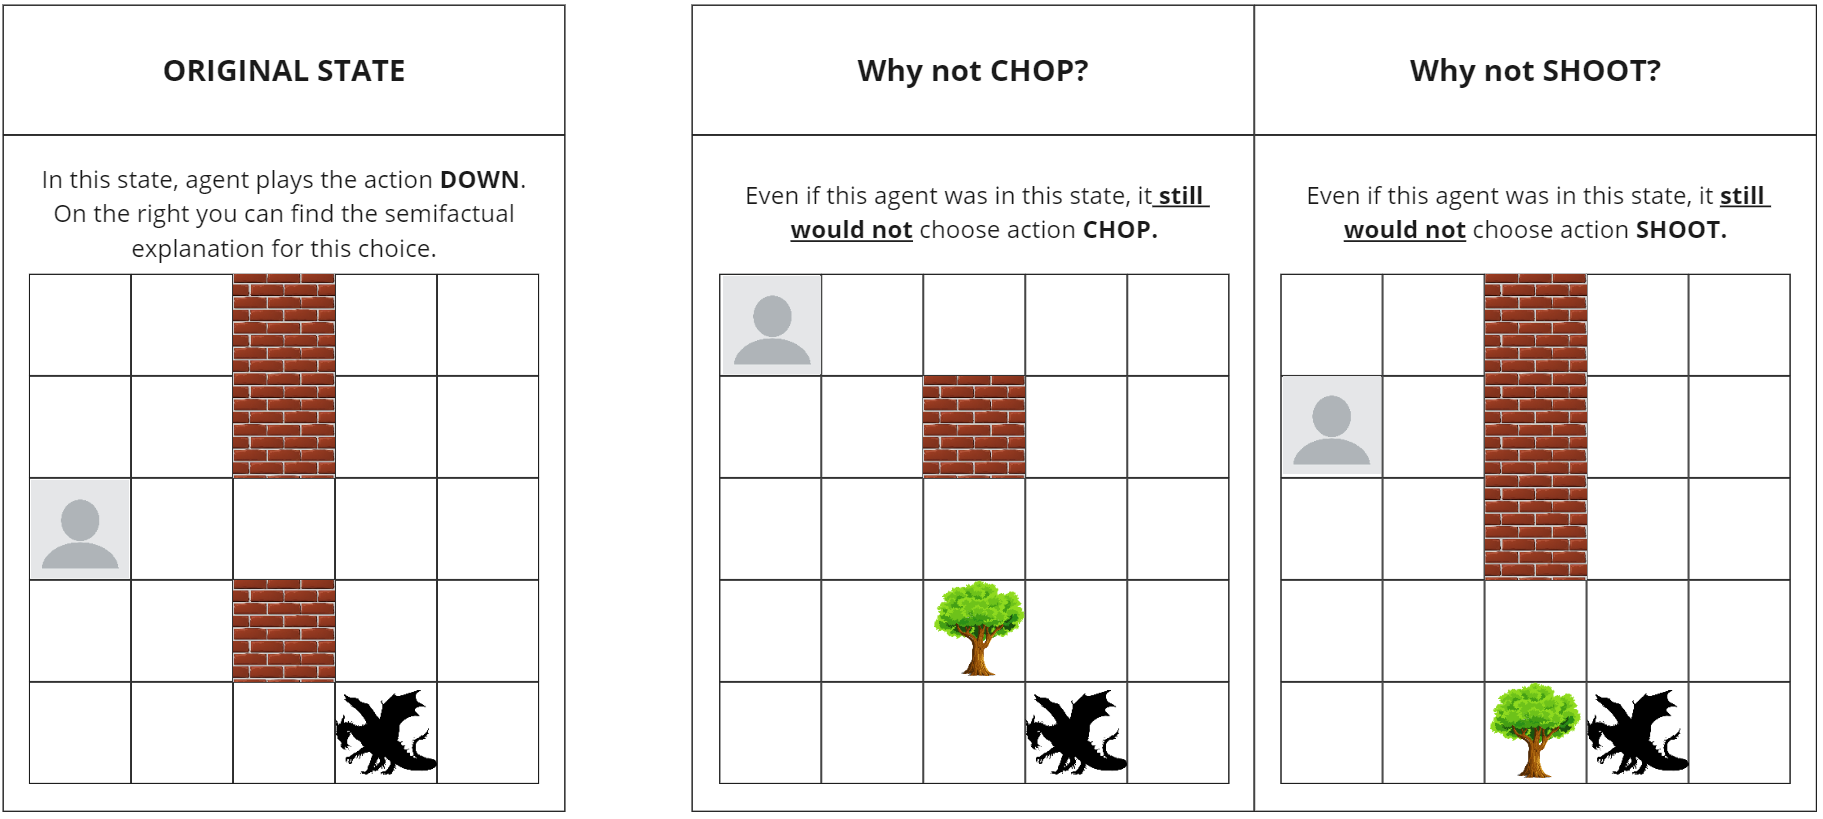 ORIGINAL STATE
In this state, agent plays the action DOWN.
On the right you can find the semifactual
explanation for this choice.
Why not CHOP?
Even if this agent was in this state, it still
would not choose action CHOP.
Why not SHOOT?
Even if this agent was in this state, it still
would not choose action SHOOT.